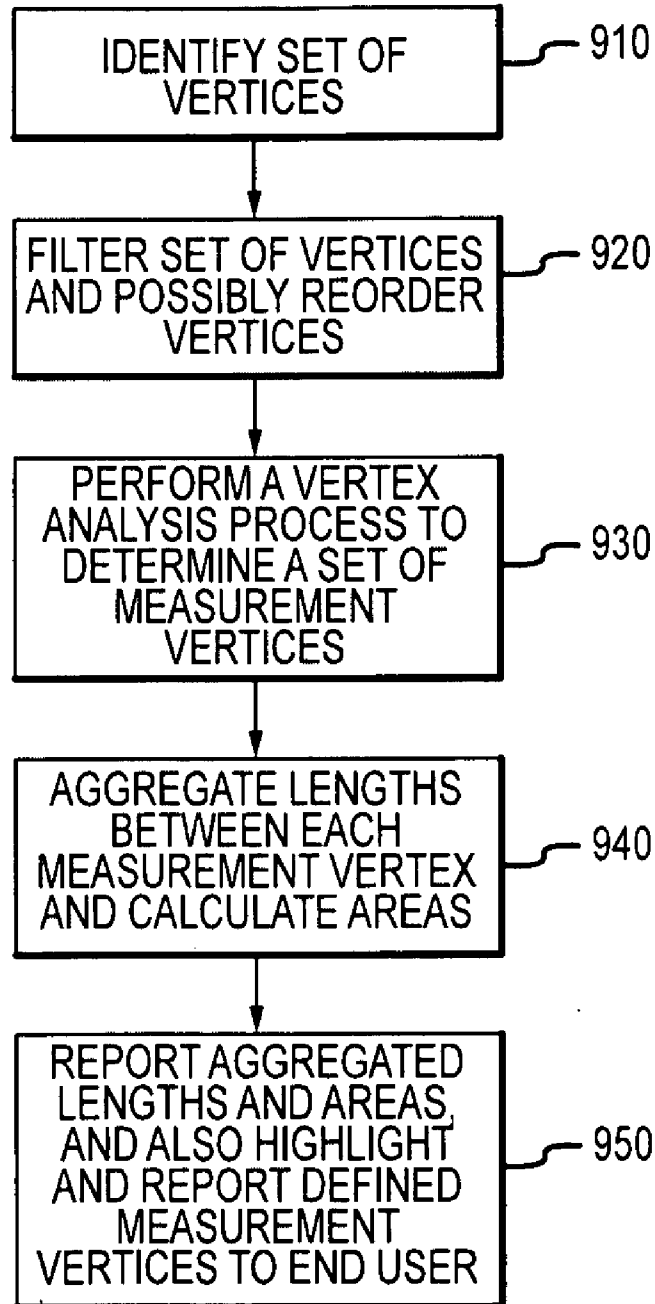 IDENTIFY SET OF
VERTICES
910
FILTER SET OF VERTICES
AND POSSIBLY REORDER
VERTICES
920
PERFORM A VERTEX
ANALYSIS PROCESS TO
DETERMINE A SET OF
MEASUREMENT
VERTICES
930
AGGREGATE LENGTHS
BETWEEN EACH
MEASUREMENT VERTEX
AND CALCULATE AREAS
940
REPORT AGGREGATED
LENGTHS AND AREAS,
AND ALSO HIGHLIGHT
AND REPORT DEFINED
MEASUREMENT
VERTICES TO END USER
950